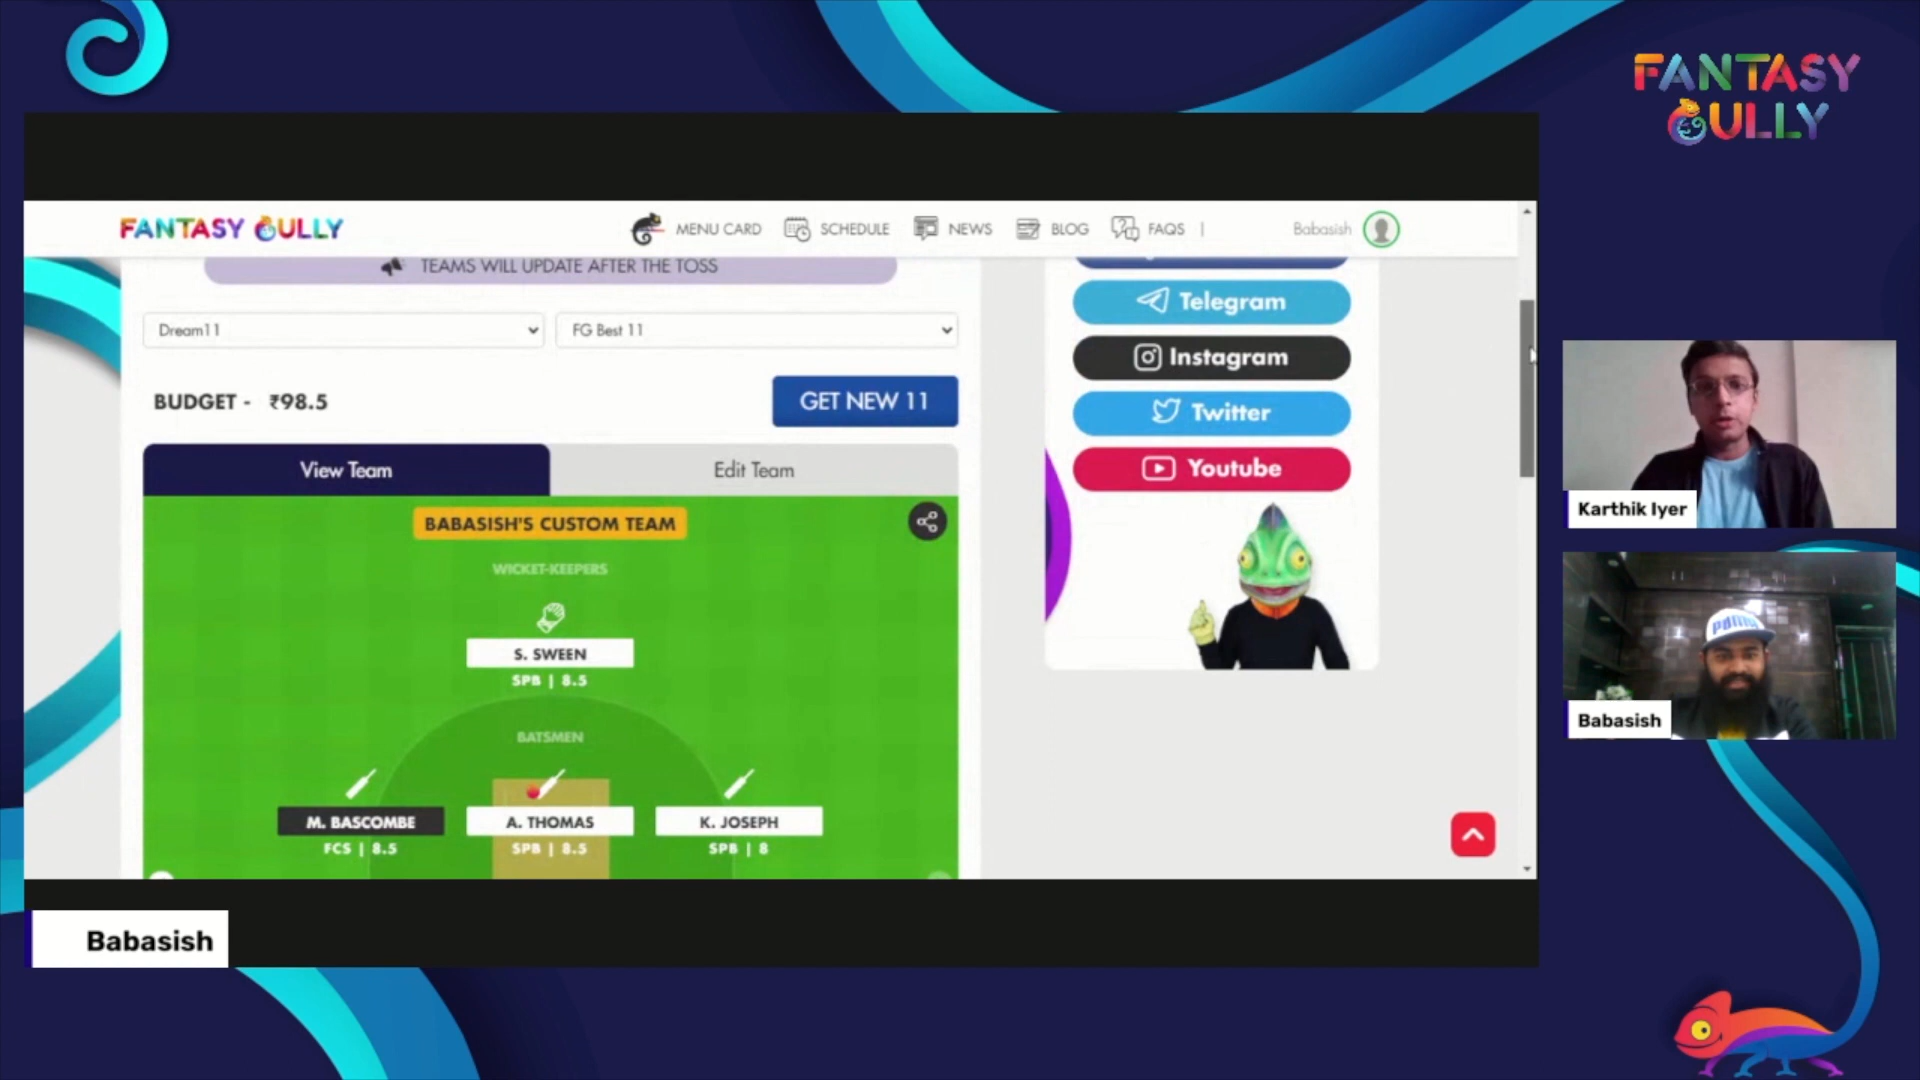 FANTASY
GULLY
FANTASY GULLY
MENU CARD
SCHEDULE
NEWS
BLOG
FAQS |
Babasish
TEAMS WILL UPDATE AFTER THE TOSS
Dream11
FG Best 11
BUDGET - ₹98.5
GET NEW 11
View Team
Edit Team
BABASISH'S CUSTOM TEAM
WICKET-KEEPERS
S. SWEEN
SPB | 8.5
BATSMEN
M. BASCOMBE
A. THOMAS
K. JOSEPH
FCS | 8.5
SPB | 8.5
SPB | 8
Telegram
Instagram
Twitter
Youtube
Karthik Iyer
PUMA
Babasish
Babasish